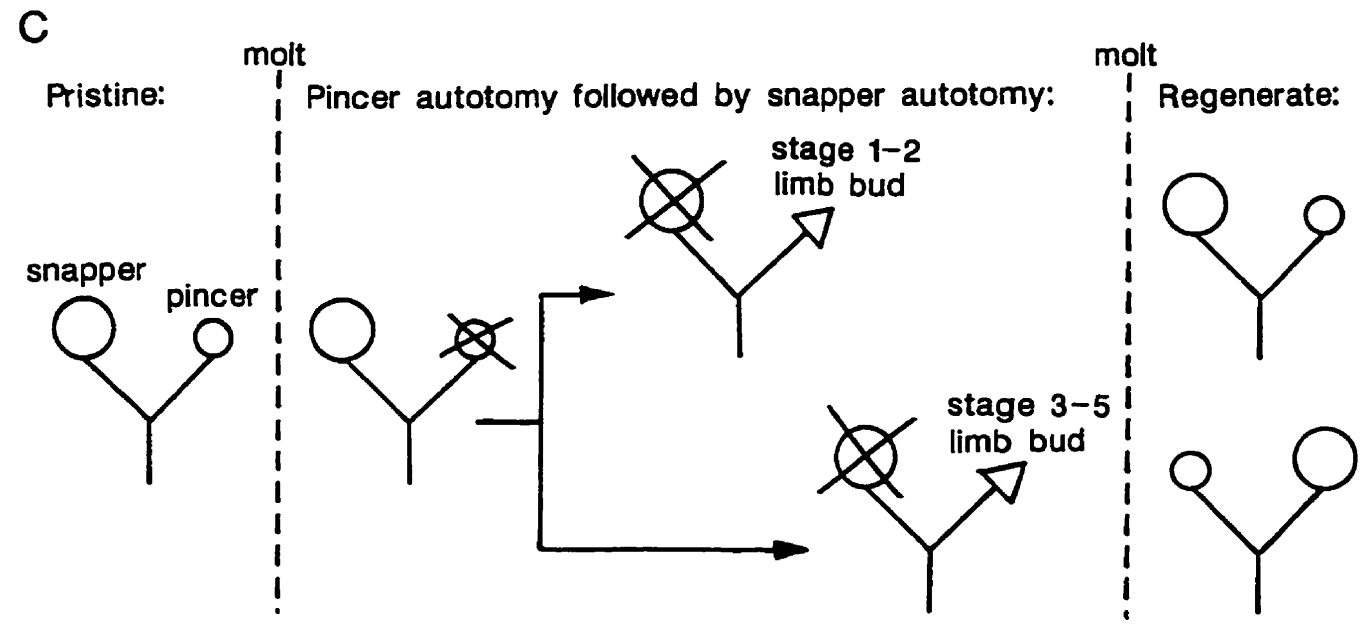 C
molt
molt
Pristine:
Pincer autotomy followed by snapper autotomy:
Regenerate:
stage 1-2
limb bud
snapper
pincer
stage 3-5
limb bud